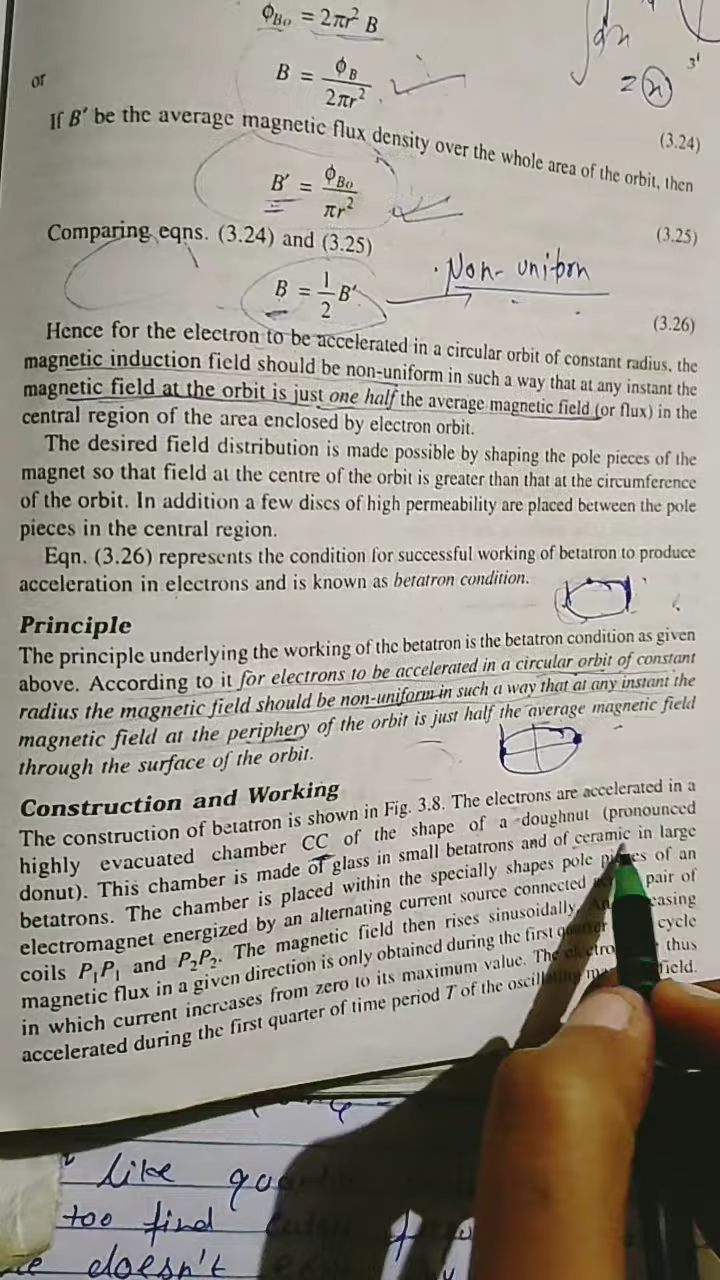 ϕ_Bo = 2πr² B
or
B = ϕ_B / 2πr²
(3.24)
If B′ be the average magnetic flux density over the whole area of the orbit, then
B′ = ϕ_Bo / πr²
(3.25)
Comparing eqns. (3.24) and (3.25)
Non-uniform
B = 1/2 B′
(3.26)
Hence for the electron to be accelerated in a circular orbit of constant radius, the
magnetic induction field should be non-uniform in such a way that at any instant the
magnetic field at the orbit is just one half the average magnetic field (or flux) in the
central region of the area enclosed by electron orbit.
The desired field distribution is made possible by shaping the pole pieces of the
magnet so that field at the centre of the orbit is greater than that at the circumference
of the orbit. In addition a few discs of high permeability are placed between the pole
pieces in the central region.
Eqn. (3.26) represents the condition for successful working of betatron to produce
acceleration in electrons and is known as betatron condition.
Principle
The principle underlying the working of the betatron is the betatron condition as given
above. According to it for electrons to be accelerated in a circular orbit of constant
radius the magnetic field should be non-uniform in such a way that at any instant the
magnetic field at the periphery of the orbit is just half the average magnetic field
through the surface of the orbit.
Construction and Working
The construction of betatron is shown in Fig. 3.8. The electrons are accelerated in a
highly evacuated chamber CC of the shape of a doughnut (pronounced
donut). This chamber is made of glass in small betatrons and of ceramic in large
betatrons. The chamber is placed within the specially shapes pole of an
electromagnet energized by an alternating current source connected pair of
coils P₁P₁ and P₂P₂. The magnetic field then rises sinusoidally.
magnetic flux in a given direction is only obtained during the first cycle
in which current increases from zero to its maximum value. The thus
accelerated during the first quarter of time period T of the field.
like
too find
doesn't